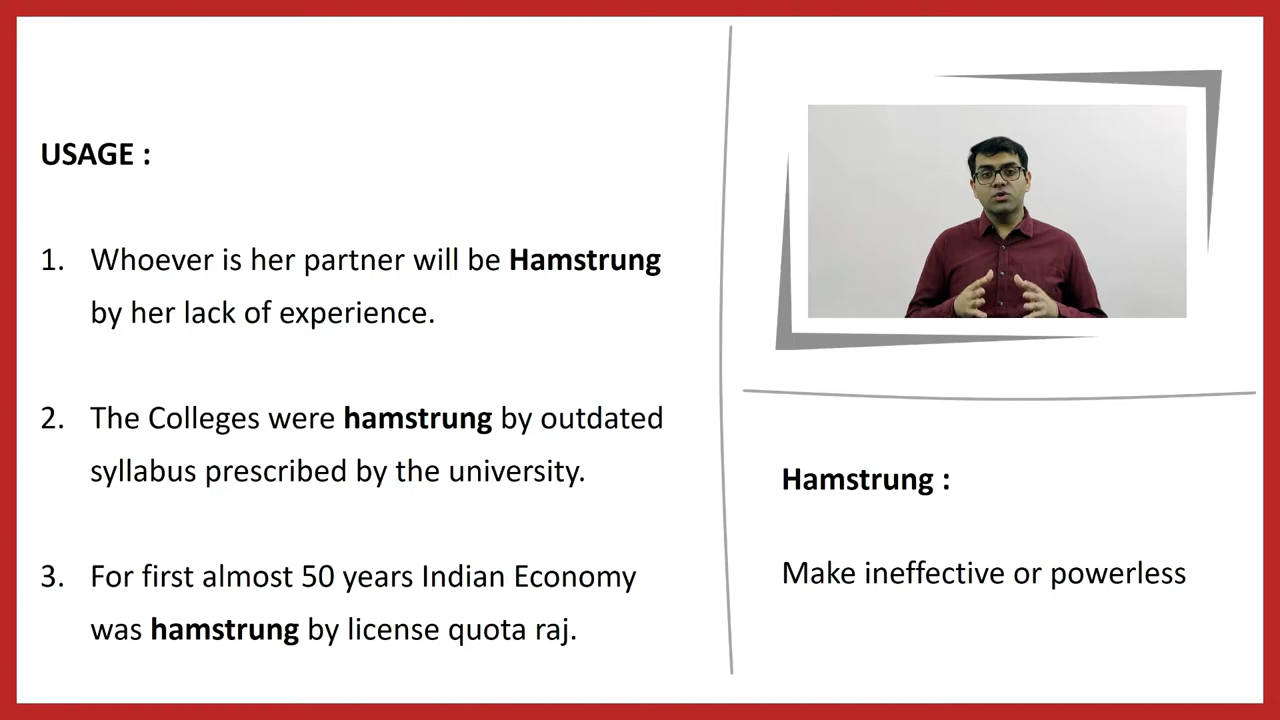 USAGE :
1. Whoever is her partner will be Hamstrung
by her lack of experience.
2. The Colleges were hamstrung by outdated
syllabus prescribed by the university.
3. For first almost 50 years Indian Economy
was hamstrung by license quota raj.
Hamstrung :
Make ineffective or powerless